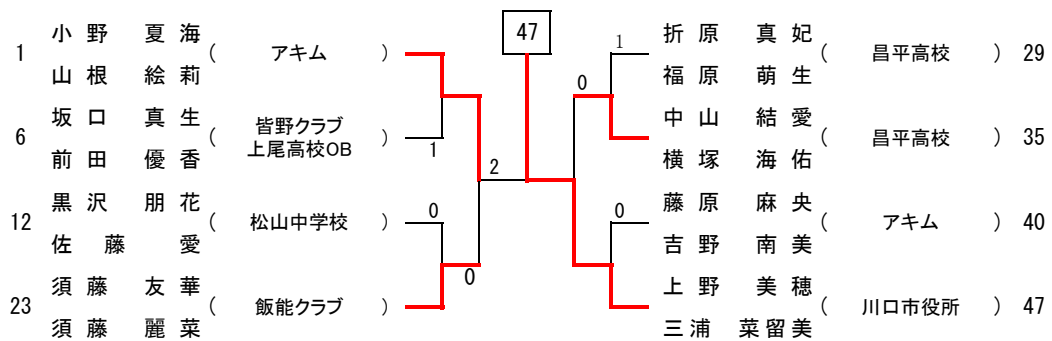 47
1 小野 夏海 山根 絵莉 ( アキム )
6 坂口 真生 前田 優香 ( 皆野クラブ 上尾高校OB )
12 黒沢 朋花 佐藤 愛 ( 松山中学校 )
23 須藤 友華 須藤 麗菜 ( 飯能クラブ )
1
2
0
0
折原 真妃 福原 萌生 ( 昌平高校 ) 29
中山 結愛 横塚 海佑 ( 昌平高校 ) 35
藤原 麻央 吉野 南美 ( アキム ) 40
上野 美穂 三浦 菜留美 ( 川口市役所 ) 47
1
0
0